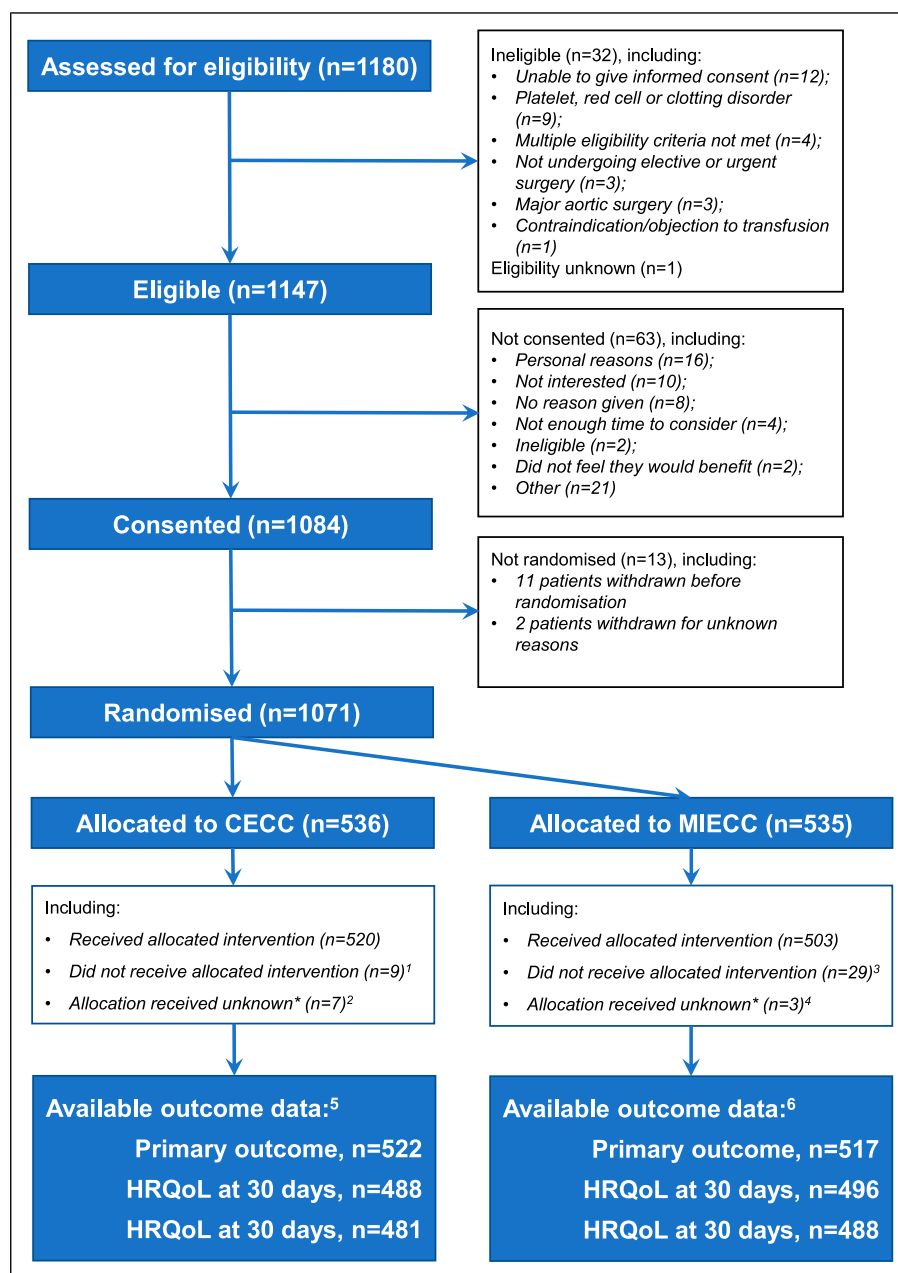 Assessed for eligibility (n=1180)
Ineligible (n=32), including:
• Unable to give informed consent (n=12);
• Platelet, red cell or clotting disorder
(n=9);
• Multiple eligibility criteria not met (n=4);
• Not undergoing elective or urgent
surgery (n=3);
• Major aortic surgery (n=3);
• Contraindication/objection to transfusion
(n=1)
Eligibility unknown (n=1)
Eligible (n=1147)
Not consented (n=63), including:
• Personal reasons (n=16);
• Not interested (n=10);
• No reason given (n=8);
• Not enough time to consider (n=4);
• Ineligible (n=2);
• Did not feel they would benefit (n=2);
• Other (n=21)
Consented (n=1084)
Not randomised (n=13), including:
• 11 patients withdrawn before
randomisation
• 2 patients withdrawn for unknown
reasons
Randomised (n=1071)
Allocated to CECC (n=536)
Allocated to MIECC (n=535)
Including:
• Received allocated intervention (n=520)
• Did not receive allocated intervention (n=9)¹
• Allocation received unknown* (n=7)²
Including:
• Received allocated intervention (n=503)
• Did not receive allocated intervention (n=29)³
• Allocation received unknown* (n=3)⁴
Available outcome data:⁵
Primary outcome, n=522
HRQoL at 30 days, n=488
HRQoL at 30 days, n=481
Available outcome data:⁶
Primary outcome, n=517
HRQoL at 30 days, n=496
HRQoL at 30 days, n=488